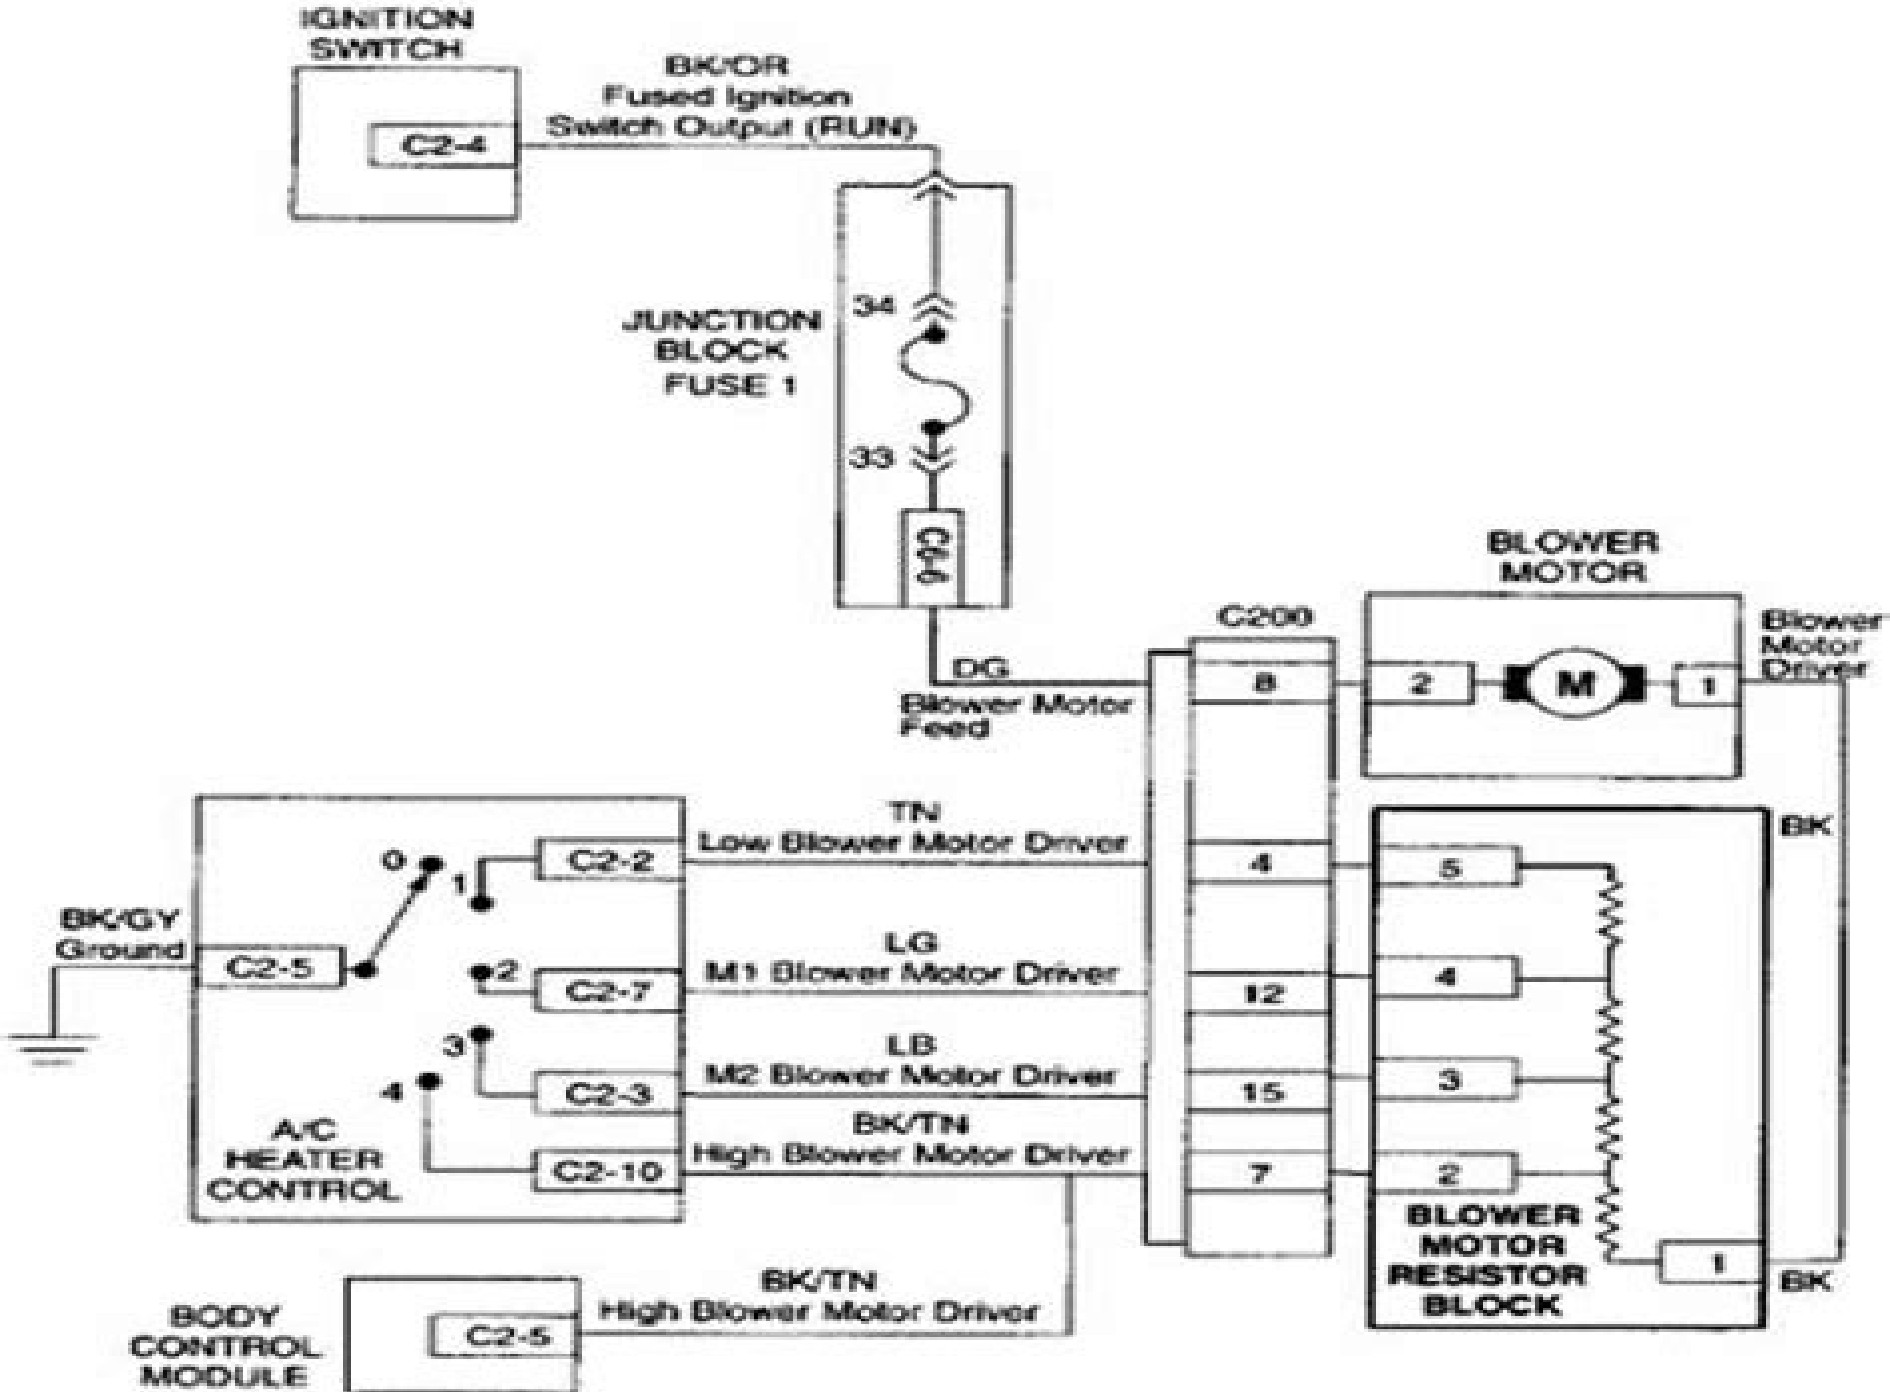 IGNITION
SWITCH
C2-4
BK/OR
Fused Ignition
Switch Output (RUN)
34
JUNCTION
BLOCK
FUSE 1
33
C6-6
DG
Blower Motor
Feed
C200
8
BLOWER
MOTOR
2
M
1
Blower
Motor
Driver
0
1
C2-2
TN
Low Blower Motor Driver
4
5
BK
BK/GY
Ground
C2-5
2
C2-7
LG
M1 Blower Motor Driver
12
4
3
C2-3
LB
M2 Blower Motor Driver
15
3
4
C2-10
BK/TN
High Blower Motor Driver
7
2
A/C
HEATER
CONTROL
BLOWER
MOTOR
RESISTOR
BLOCK
1
BK
BODY
CONTROL
MODULE
C2-5
BK/TN
High Blower Motor Driver